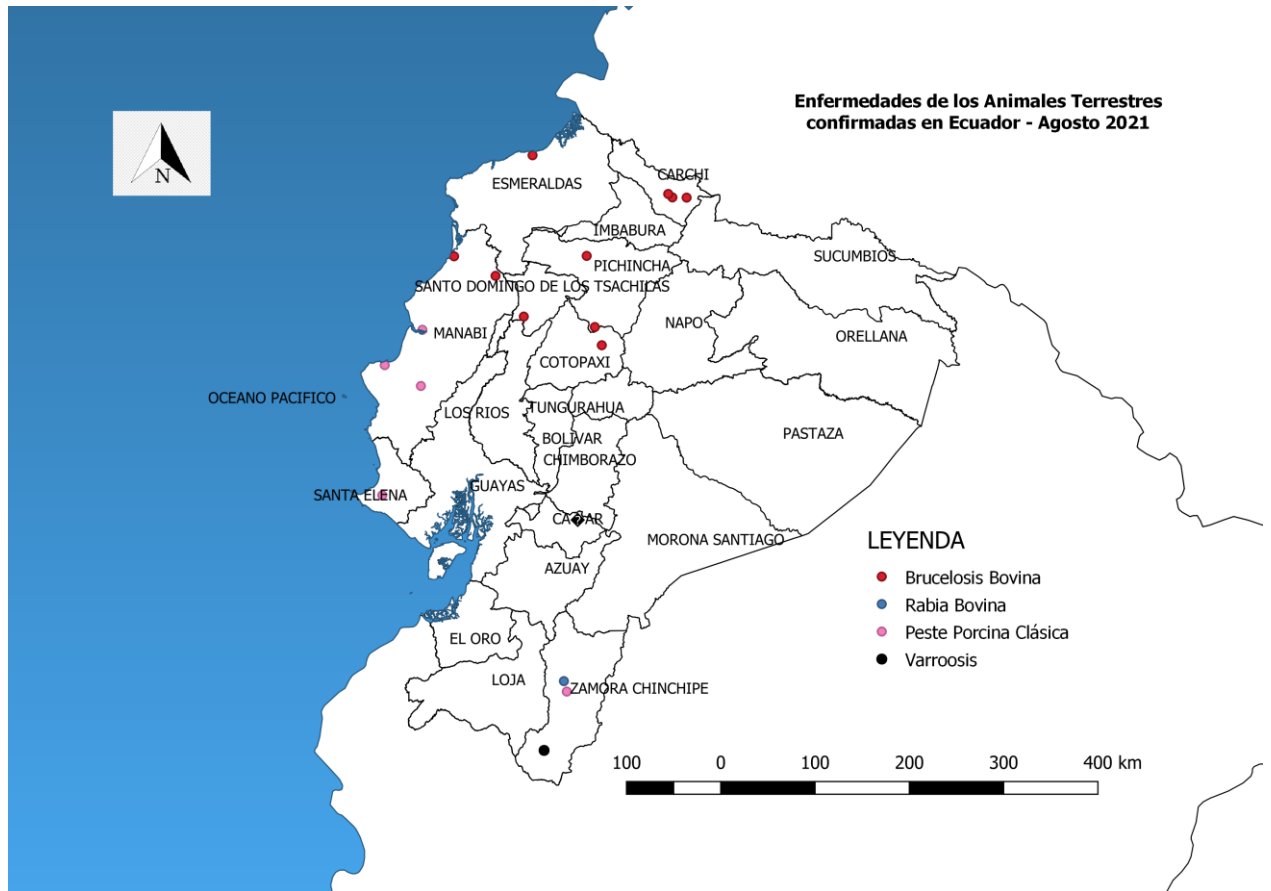 Enfermedades de los Animales Terrestres
confirmadas en Ecuador - Agosto 2021
N
ESMERALDAS
CARCHI
IMBABURA
SUCUMBIOS
PICHINCHA
SANTO DOMINGO DE LOS TSACHILAS
NAPO
ORELLANA
MANABI
COTOPAXI
OCEANO PACIFICO
LOS RIOS
TUNGURAHUA
PASTAZA
BOLIVAR
CHIMBORAZO
SANTA ELENA
GUAYAS
CA�AR
MORONA SANTIAGO
AZUAY
EL ORO
LOJA
ZAMORA CHINCHIPE
LEYENDA
Brucelosis Bovina
Rabia Bovina
Peste Porcina Clásica
Varroosis
100 0 100 200 300 400 km